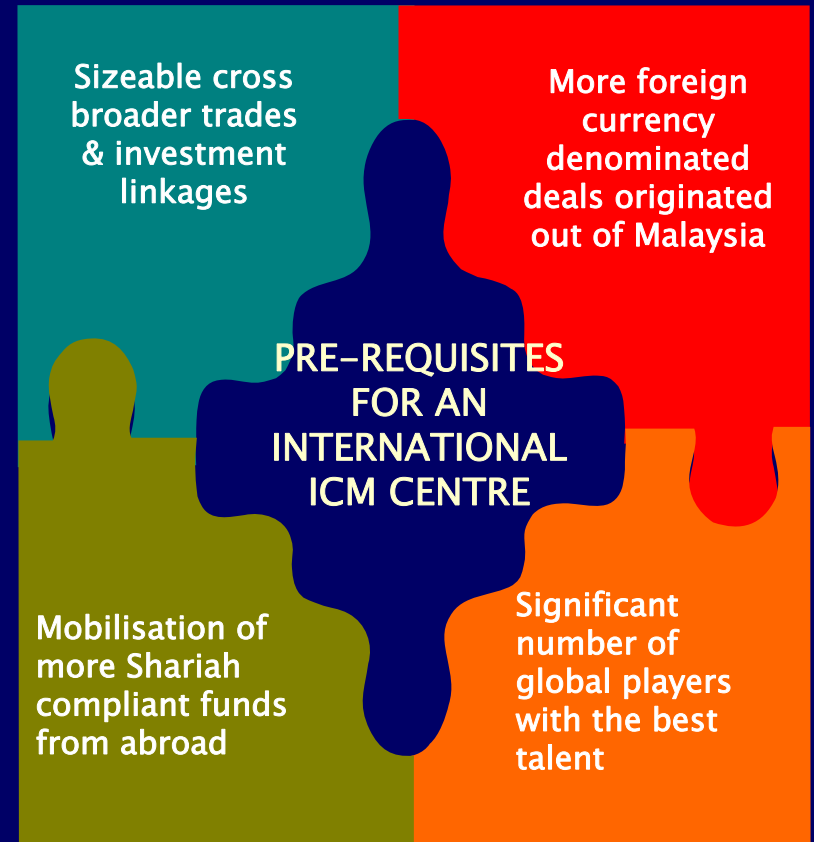 Sizeable cross
broader trades
& investment
linkages
More foreign
currency
denominated
deals originated
out of Malaysia
PRE–REQUISITES
FOR AN
INTERNATIONAL
ICM CENTRE
Mobilisation of
more Shariah
compliant funds
from abroad
Significant
number of
global players
with the best
talent